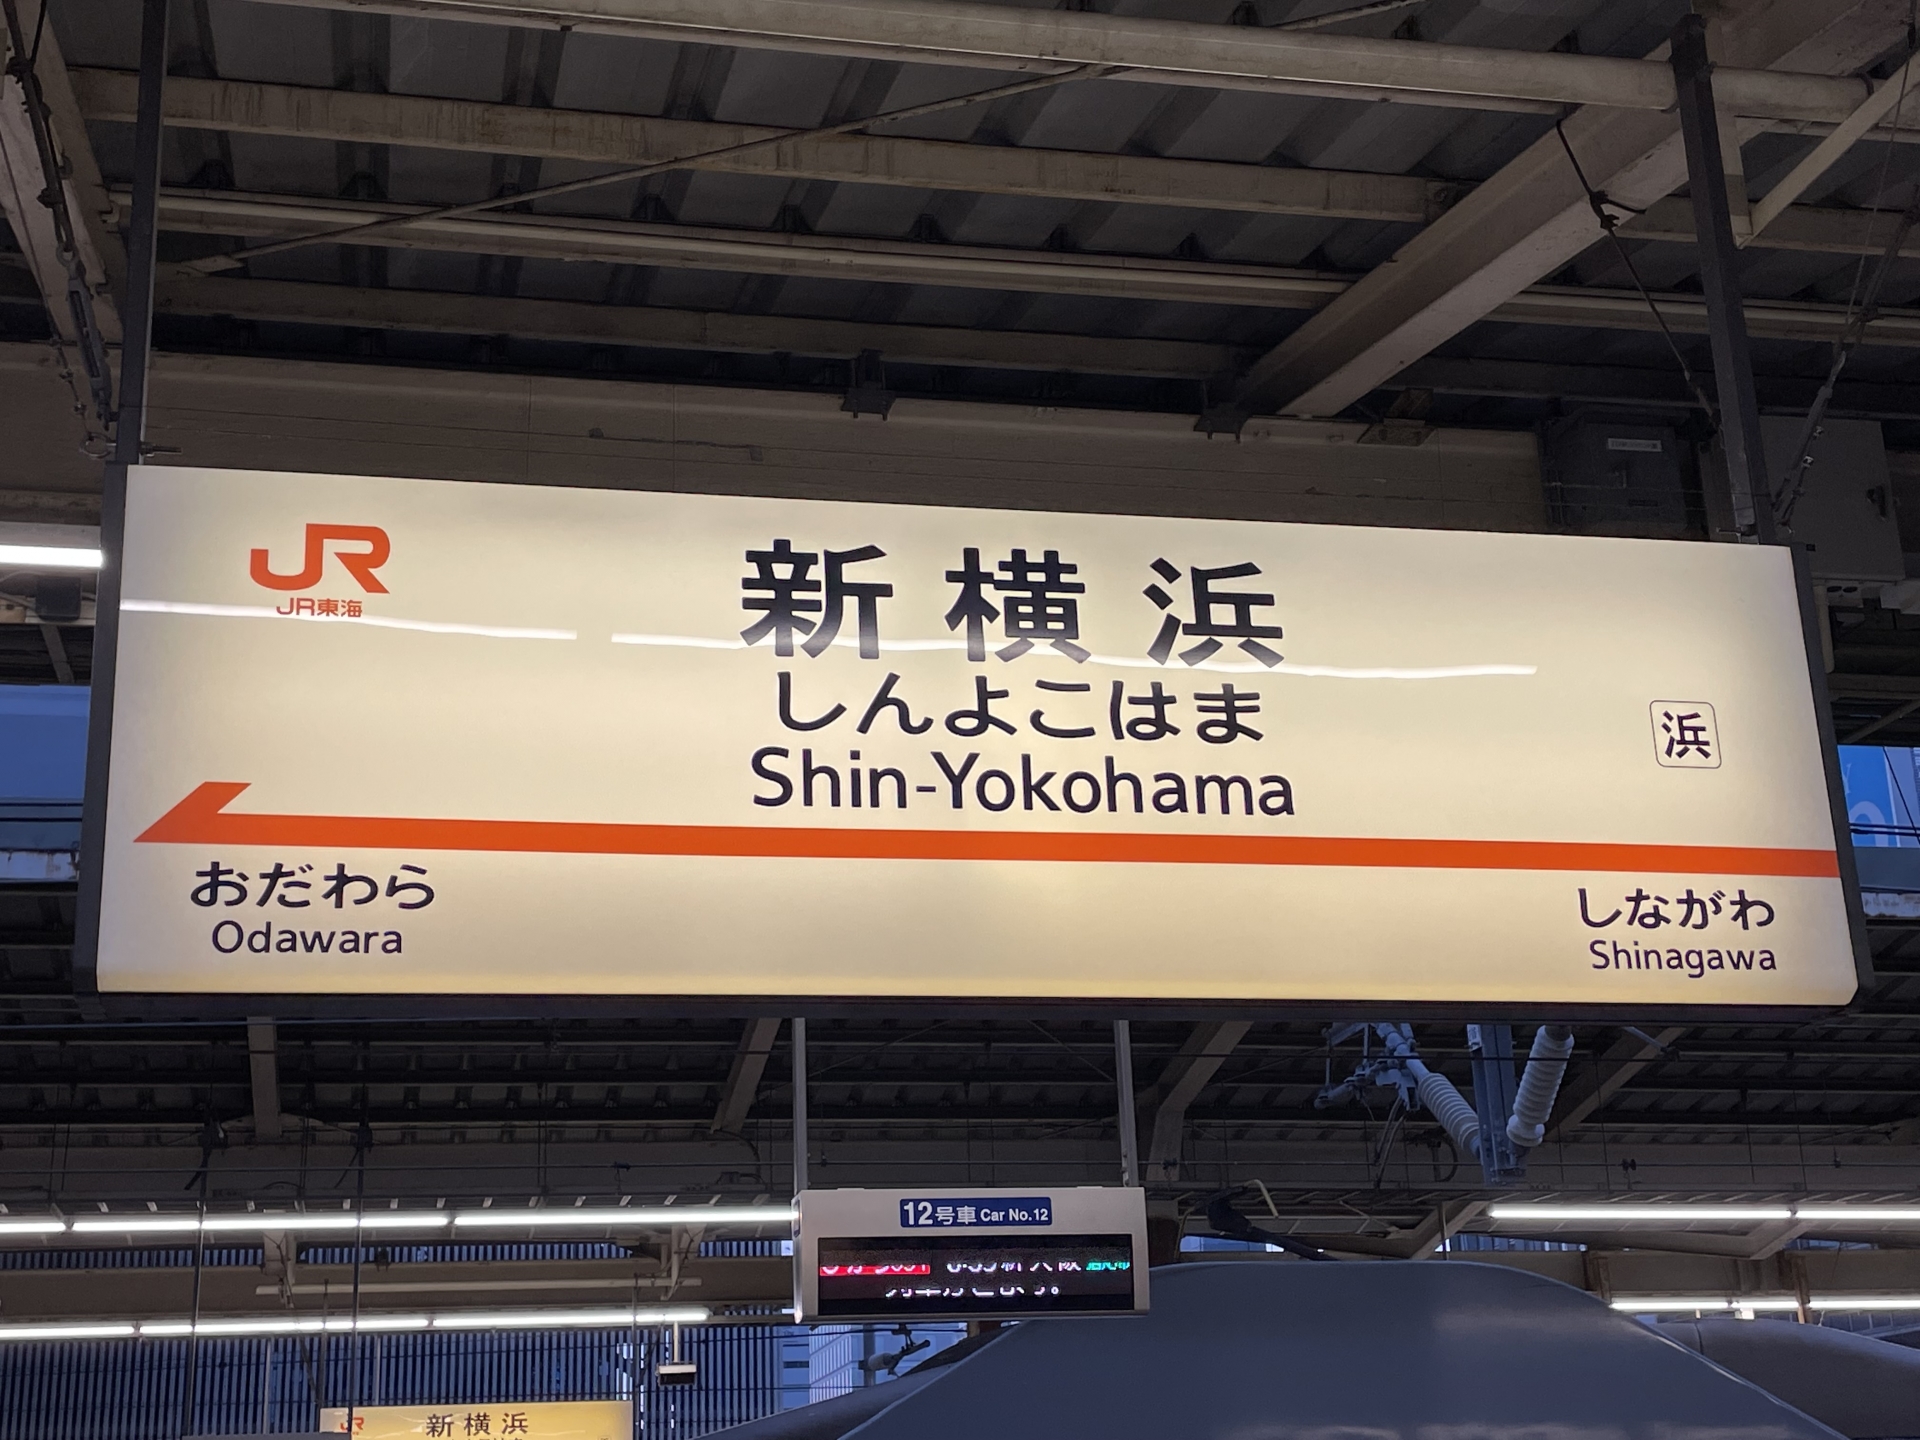 JR
JR東海
新横浜
しんよこはま
Shin-Yokohama
浜
おだわら
Odawara
しながわ
Shinagawa
12号車 Car No.12
JR
新横浜